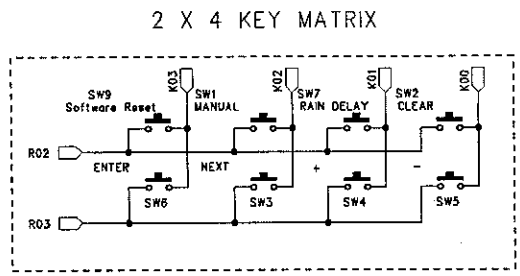 2 X 4 KEY MATRIX
K03 K02 K01 K00
SW9 SW1 SW7 SW2
Software Reset MANUAL RAIN DELAY CLEAR
R02
ENTER NEXT + -
SW6 SW3 SW4 SW5
R03